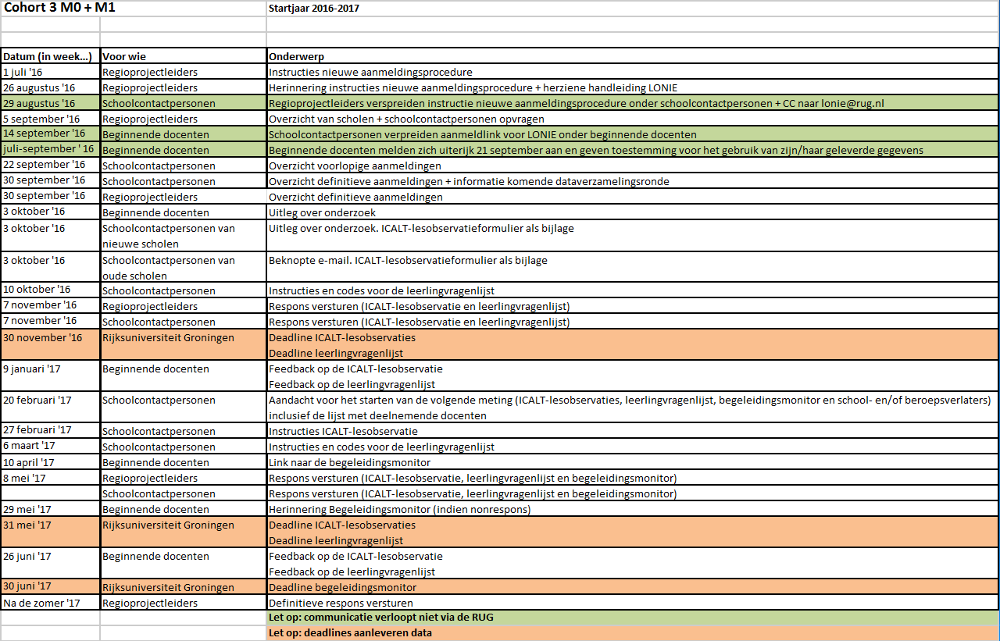 Cohort 3 M0 + M1 Startjaar 2016-2017
Datum (in week...) Voor wie Onderwerp
1 juli '16 Regioprojectleiders Instructies nieuwe aanmeldingsprocedure
26 augustus '16 Regioprojectleiders Herinnering instructies nieuwe aanmeldingsprocedure + herziene handleiding LONIE
29 augustus '16 Schoolcontactpersonen Regioprojectleiders verspreiden instructie nieuwe aanmeldingsprocedure onder schoolcontactpersonen + CC naar lonie@rug.nl
5 september '16 Regioprojectleiders Overzicht van scholen + schoolcontactpersonen opvragen
14 september '16 Beginnende docenten Schoolcontactpersonen verpreiden aanmeldlink voor LONIE onder beginnende docenten
juli-september ' 16 Beginnende docenten Beginnende docenten melden zich uiterijk 21 september aan en geven toestemming voor het gebruik van zijn/haar geleverde gegevens
22 september '16 Schoolcontactpersonen Overzicht voorlopige aanmeldingen
30 september '16 Schoolcontactpersonen Overzicht definitieve aanmeldingen + informatie komende dataverzamelingsronde
30 september '16 Regioprojectleiders Overzicht definitieve aanmeldingen
3 oktober '16 Beginnende docenten Uitleg over onderzoek
3 oktober '16 Schoolcontactpersonen van Uitleg over onderzoek. ICALT-lesobservatieformulier als bijlage
nieuwe scholen
3 oktober '16 Schoolcontactpersonen van Beknopte e-mail. ICALT-lesobservatieformulier als bijlage
oude scholen
10 oktober '16 Schoolcontactpersonen Instructies en codes voor de leerlingvragenlijst
7 november '16 Regioprojectleiders Respons versturen (ICALT-lesobservatie en leerlingvragenlijst)
7 november '16 Schoolcontactpersonen Respons versturen (ICALT-lesobservatie en leerlingvragenlijst)
30 november '16 Rijksuniversiteit Groningen Deadline ICALT-lesobservaties
Deadline leerlingvragenlijst
9 januari '17 Beginnende docenten Feedback op de ICALT-lesobservatie
Feedback op de leerlingvragenlijst
20 februari '17 Schoolcontactpersonen Aandacht voor het starten van de volgende meting (ICALT-lesobservaties, leerlingvragenlijst, begeleidingsmonitor en school- en/of beroepsverlaters)
inclusief de lijst met deelnemende docenten
27 februari '17 Schoolcontactpersonen Instructies ICALT-lesobservatie
6 maart '17 Schoolcontactpersonen Instructies en codes voor de leerlingvragenlijst
10 april '17 Beginnende docenten Link naar de begeleidingsmonitor
8 mei '17 Regioprojectleiders Respons versturen (ICALT-lesobservatie, leerlingvragenlijst en begeleidingsmonitor)
Schoolcontactpersonen Respons versturen (ICALT-lesobservatie, leerlingvragenlijst en begeleidingsmonitor)
29 mei '17 Beginnende docenten Herinnering Begeleidingsmonitor (indien nonrespons)
31 mei '17 Rijksuniversiteit Groningen Deadline ICALT-lesobservaties
Deadline leerlingvragenlijst
26 juni '17 Beginnende docenten Feedback op de ICALT-lesobservatie
Feedback op de leerlingvragenlijst
30 juni '17 Rijksuniversiteit Groningen Deadline begeleidingsmonitor
Na de zomer '17 Regioprojectleiders Definitieve respons versturen
Let op: communicatie verloopt niet via de RUG
Let op: deadlines aanleveren data